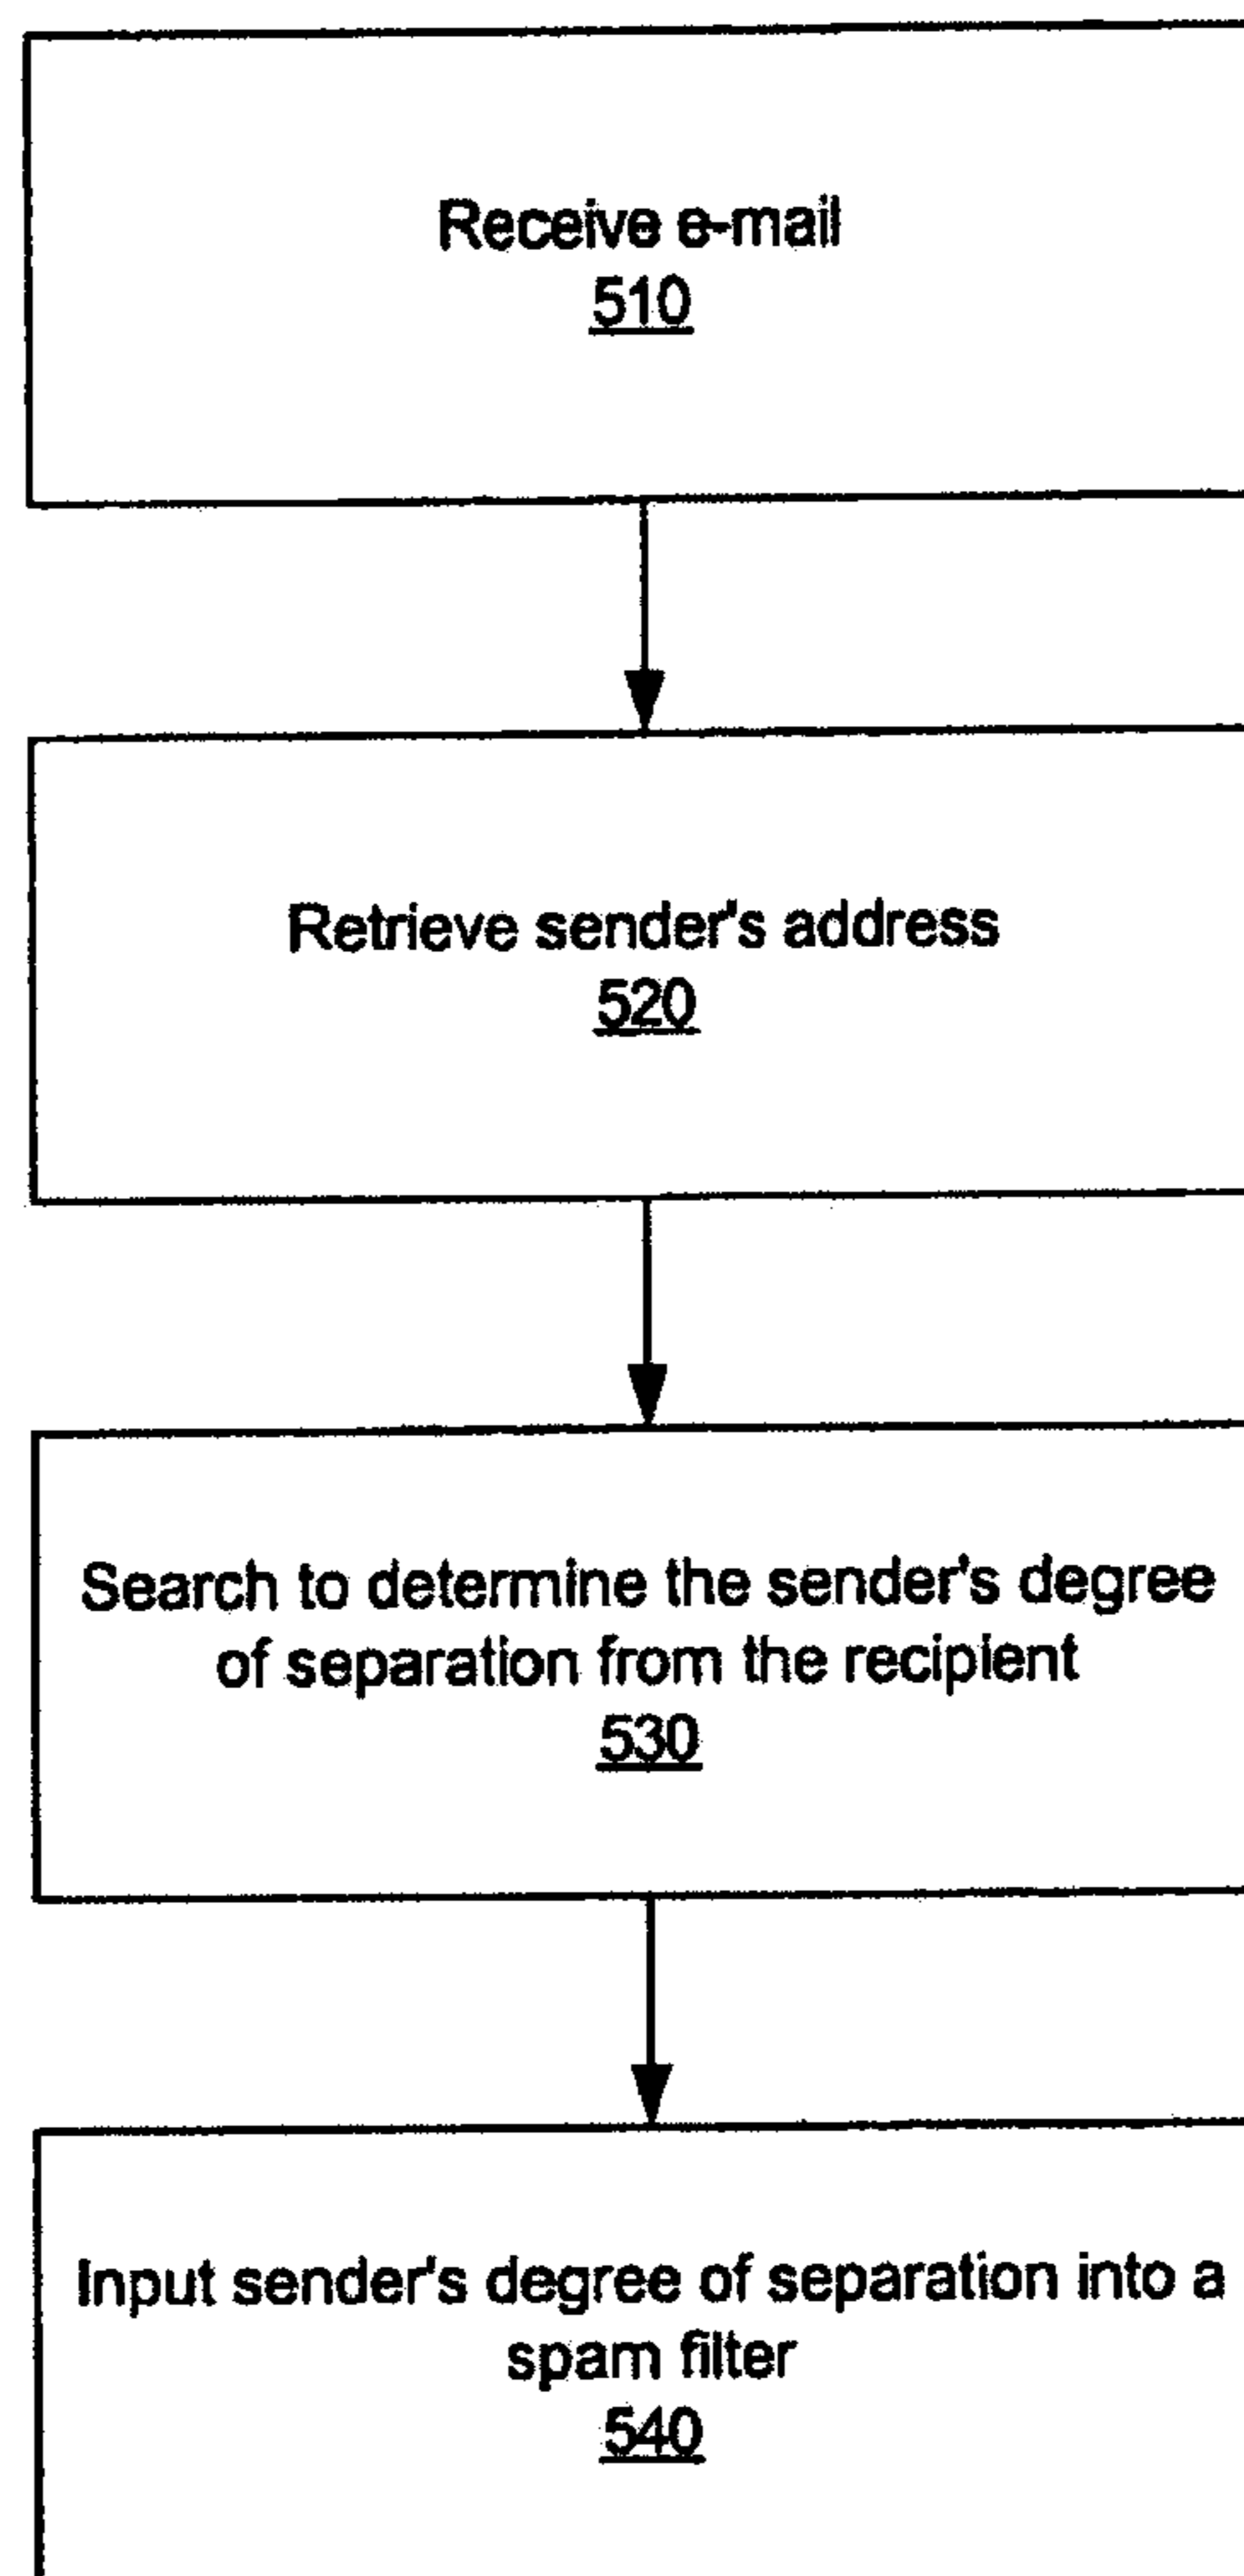 Receive e-mail
510
Retrieve sender's address
520
Search to determine the sender's degree
of separation from the recipient
530
Input sender's degree of separation into a
spam filter
540